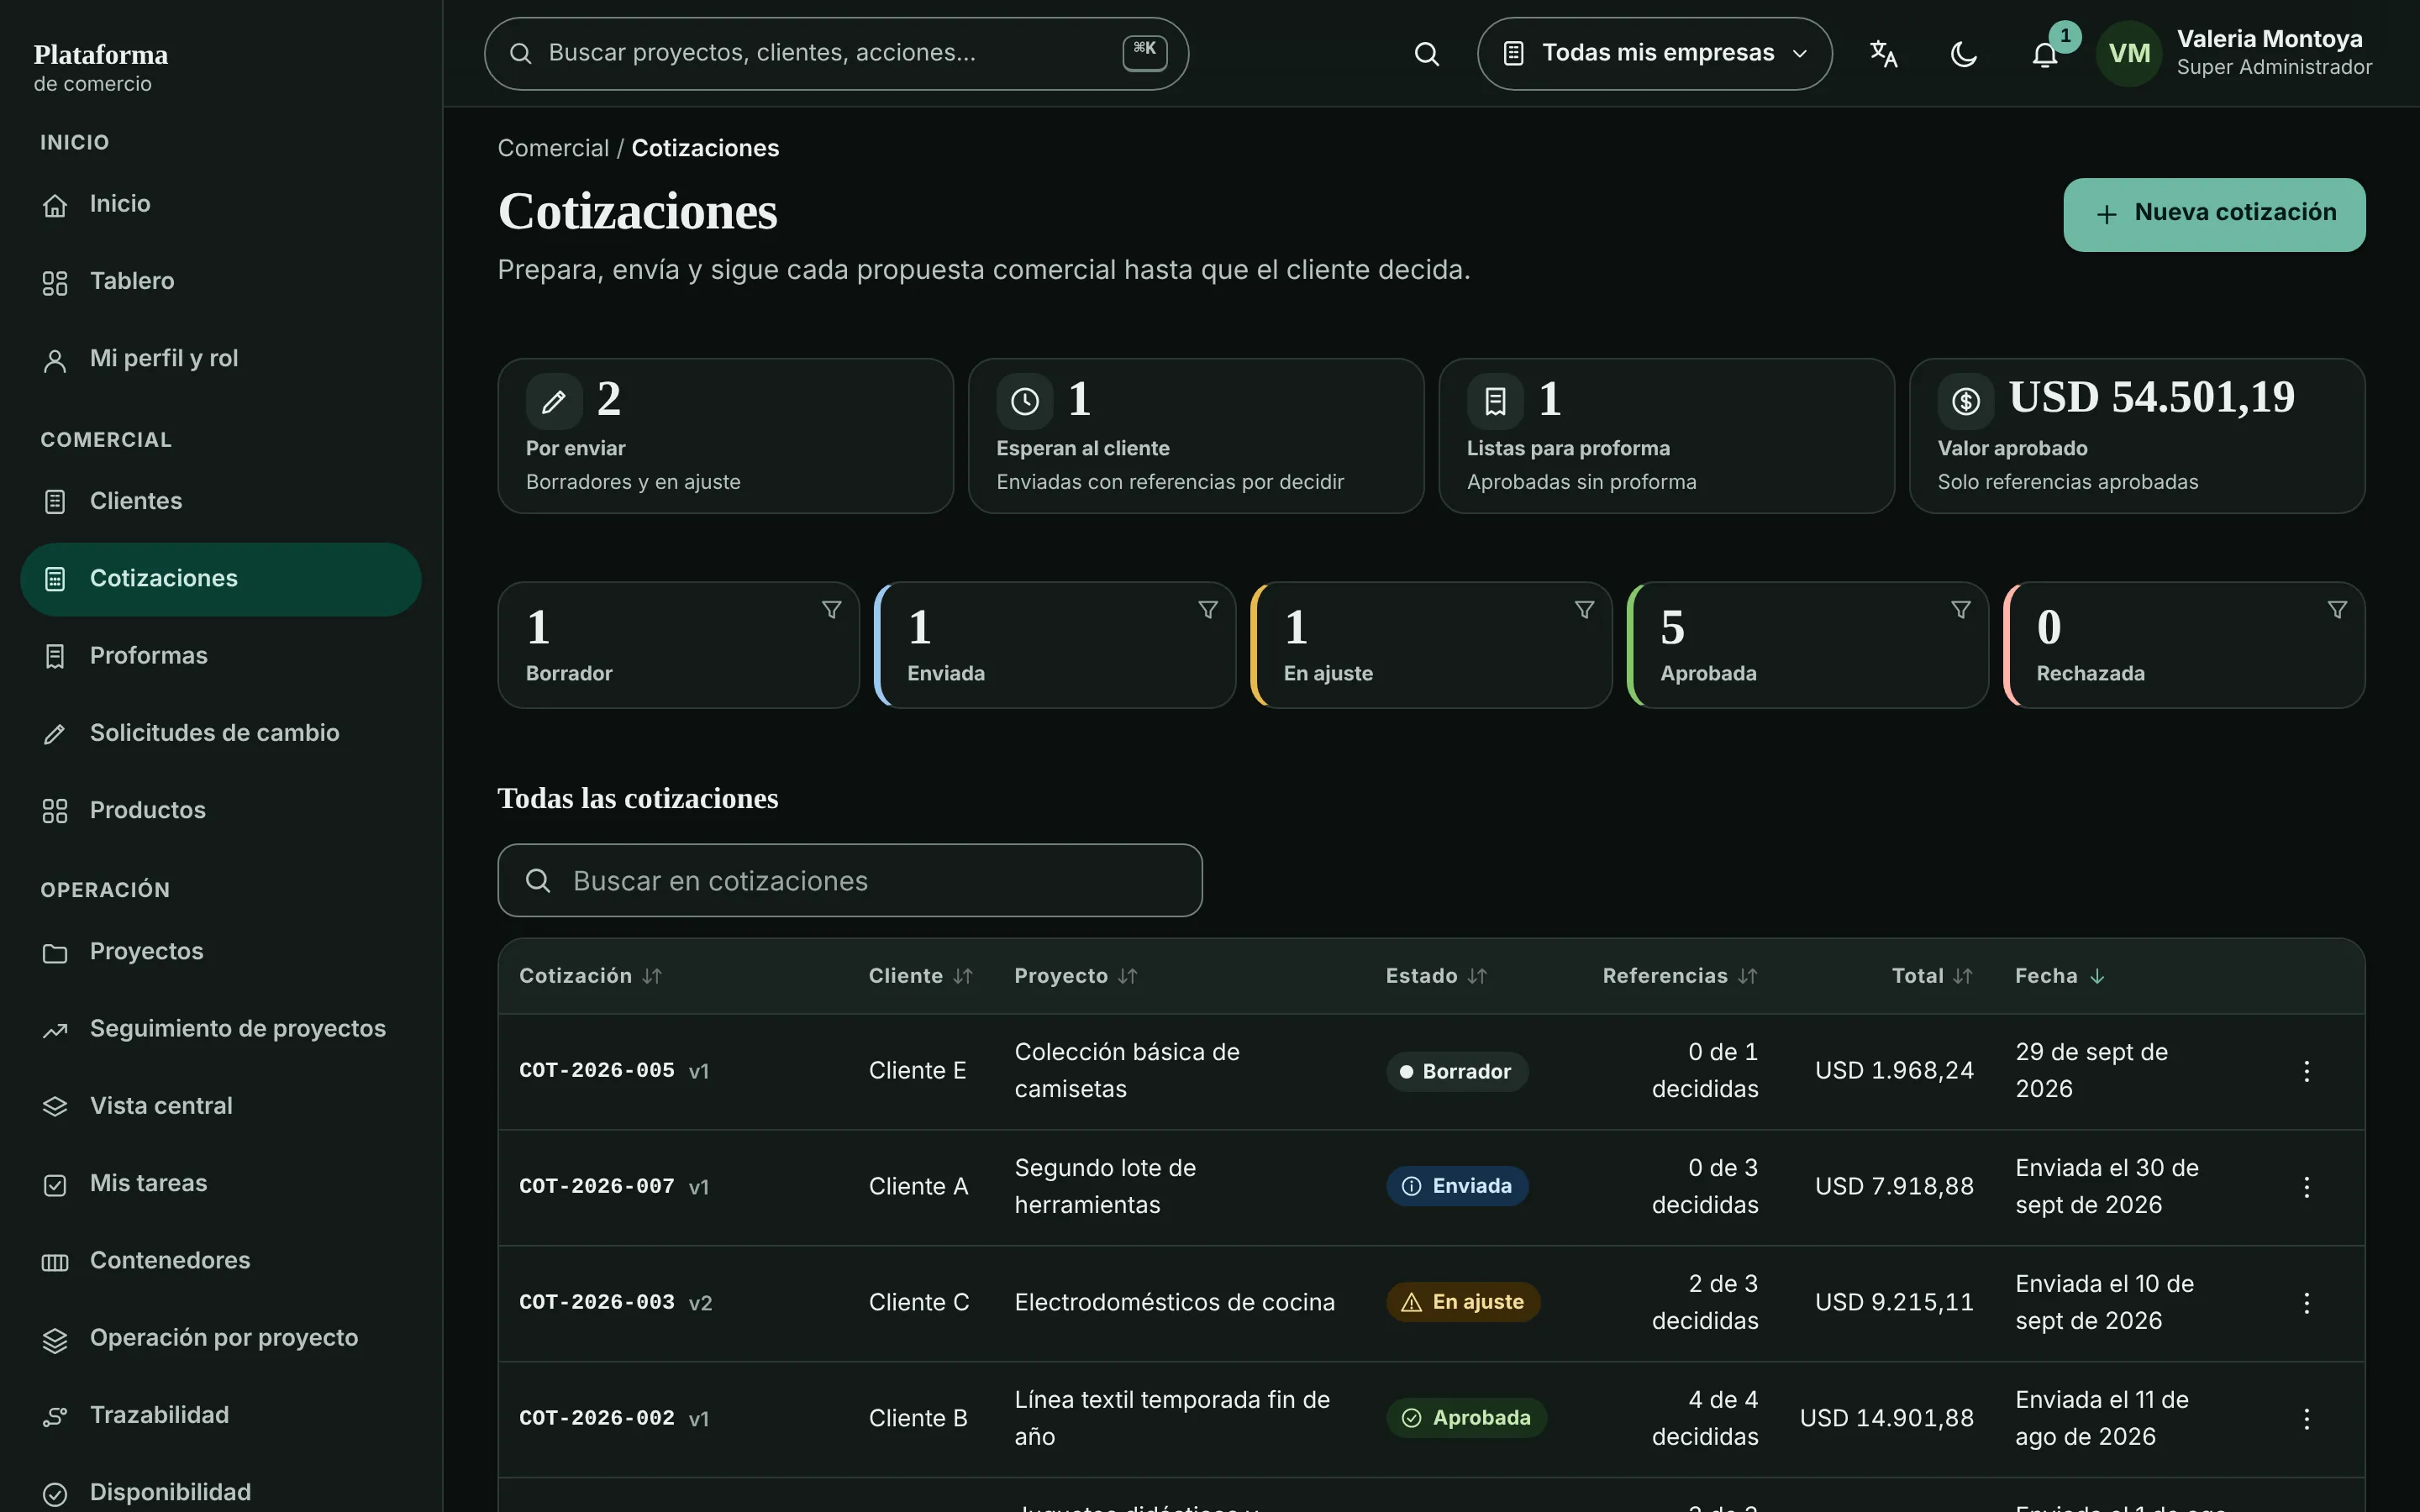 Plataforma
de comercio
INICIO
Inicio
Tablero
Mi perfil y rol
COMERCIAL
Clientes
Cotizaciones
Proformas
Solicitudes de cambio
Productos
OPERACIÓN
Proyectos
Seguimiento de proyectos
Vista central
Mis tareas
Contenedores
Operación por proyecto
Trazabilidad
Disponibilidad
Buscar proyectos, clientes, acciones... ⌘K
Todas mis empresas
1
VM
Valeria Montoya
Super Administrador
Comercial / Cotizaciones
Cotizaciones
Prepara, envía y sigue cada propuesta comercial hasta que el cliente decida.
+ Nueva cotización
2
Por enviar
Borradores y en ajuste
1
Esperan al cliente
Enviadas con referencias por decidir
1
Listas para proforma
Aprobadas sin proforma
USD 54.501,19
Valor aprobado
Solo referencias aprobadas
1
Borrador
1
Enviada
1
En ajuste
5
Aprobada
0
Rechazada
Todas las cotizaciones
Buscar en cotizaciones
Cotización Cliente Proyecto Estado Referencias Total Fecha
COT-2026-005 v1 Cliente E Colección básica de camisetas Borrador 0 de 1 decididas USD 1.968,24 29 de sept de 2026
COT-2026-007 v1 Cliente A Segundo lote de herramientas Enviada 0 de 3 decididas USD 7.918,88 Enviada el 30 de sept de 2026
COT-2026-003 v2 Cliente C Electrodomésticos de cocina En ajuste 2 de 3 decididas USD 9.215,11 Enviada el 10 de sept de 2026
COT-2026-002 v1 Cliente B Línea textil temporada fin de año Aprobada 4 de 4 decididas USD 14.901,88 Enviada el 11 de ago de 2026